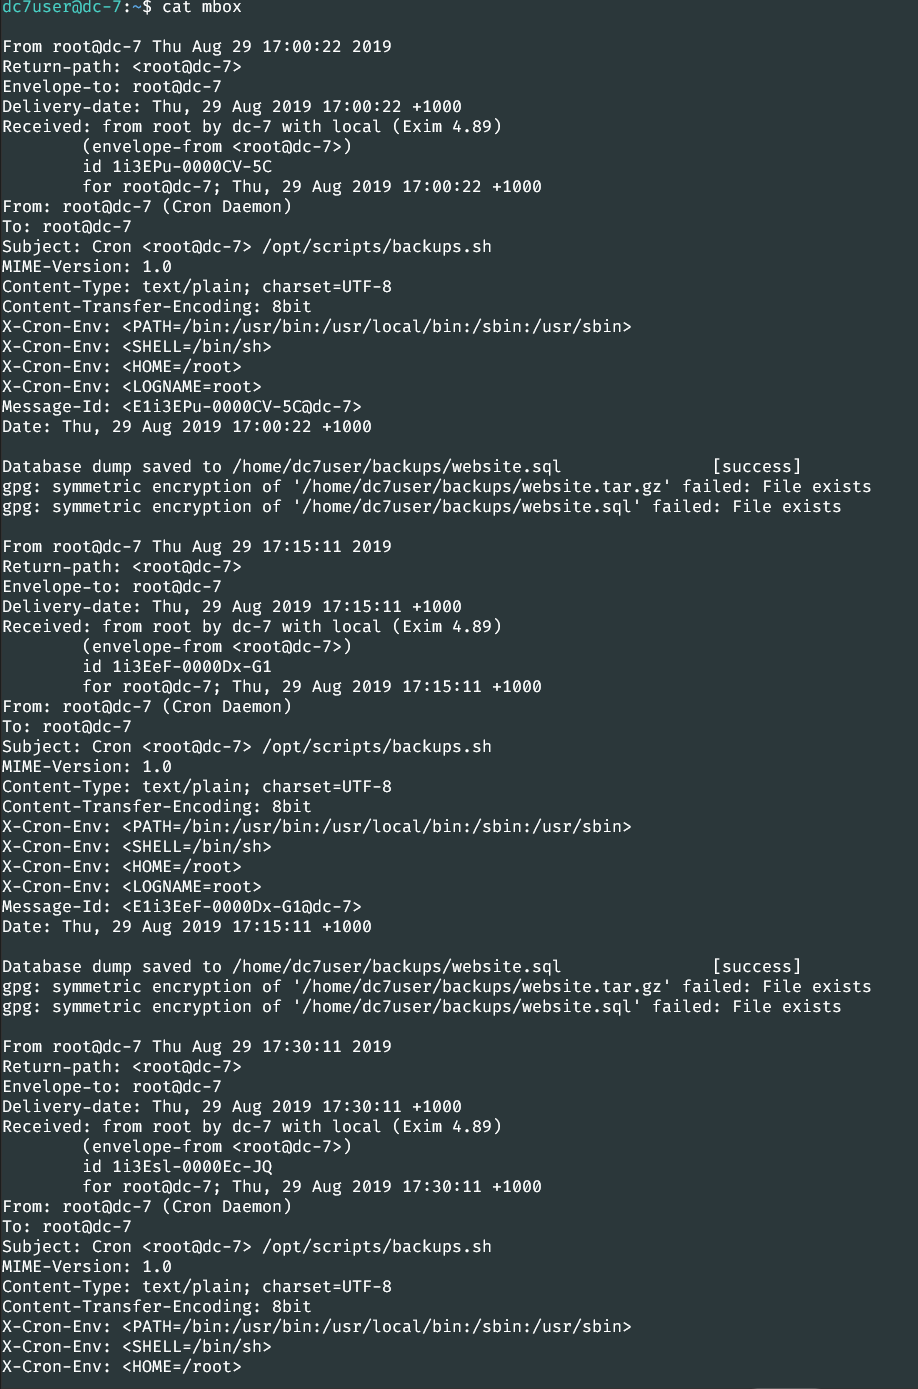 dc7user@dc-7:~$ cat mbox
From root@dc-7 Thu Aug 29 17:00:22 2019
Return-path: <root@dc-7>
Envelope-to: root@dc-7
Delivery-date: Thu, 29 Aug 2019 17:00:22 +1000
Received: from root by dc-7 with local (Exim 4.89)
        (envelope-from <root@dc-7>)
        id 1i3EPu-0000CV-5C
        for root@dc-7; Thu, 29 Aug 2019 17:00:22 +1000
From: root@dc-7 (Cron Daemon)
To: root@dc-7
Subject: Cron <root@dc-7> /opt/scripts/backups.sh
MIME-Version: 1.0
Content-Type: text/plain; charset=UTF-8
Content-Transfer-Encoding: 8bit
X-Cron-Env: <PATH=/bin:/usr/bin:/usr/local/bin:/sbin:/usr/sbin>
X-Cron-Env: <SHELL=/bin/sh>
X-Cron-Env: <HOME=/root>
X-Cron-Env: <LOGNAME=root>
Message-Id: <E1i3EPu-0000CV-5C@dc-7>
Date: Thu, 29 Aug 2019 17:00:22 +1000
Database dump saved to /home/dc7user/backups/website.sql               [success]
gpg: symmetric encryption of '/home/dc7user/backups/website.tar.gz' failed: File exists
gpg: symmetric encryption of '/home/dc7user/backups/website.sql' failed: File exists
From root@dc-7 Thu Aug 29 17:15:11 2019
Return-path: <root@dc-7>
Envelope-to: root@dc-7
Delivery-date: Thu, 29 Aug 2019 17:15:11 +1000
Received: from root by dc-7 with local (Exim 4.89)
        (envelope-from <root@dc-7>)
        id 1i3EeF-0000Dx-G1
        for root@dc-7; Thu, 29 Aug 2019 17:15:11 +1000
From: root@dc-7 (Cron Daemon)
To: root@dc-7
Subject: Cron <root@dc-7> /opt/scripts/backups.sh
MIME-Version: 1.0
Content-Type: text/plain; charset=UTF-8
Content-Transfer-Encoding: 8bit
X-Cron-Env: <PATH=/bin:/usr/bin:/usr/local/bin:/sbin:/usr/sbin>
X-Cron-Env: <SHELL=/bin/sh>
X-Cron-Env: <HOME=/root>
X-Cron-Env: <LOGNAME=root>
Message-Id: <E1i3EeF-0000Dx-G1@dc-7>
Date: Thu, 29 Aug 2019 17:15:11 +1000
Database dump saved to /home/dc7user/backups/website.sql               [success]
gpg: symmetric encryption of '/home/dc7user/backups/website.tar.gz' failed: File exists
gpg: symmetric encryption of '/home/dc7user/backups/website.sql' failed: File exists
From root@dc-7 Thu Aug 29 17:30:11 2019
Return-path: <root@dc-7>
Envelope-to: root@dc-7
Delivery-date: Thu, 29 Aug 2019 17:30:11 +1000
Received: from root by dc-7 with local (Exim 4.89)
        (envelope-from <root@dc-7>)
        id 1i3Esl-0000Ec-JQ
        for root@dc-7; Thu, 29 Aug 2019 17:30:11 +1000
From: root@dc-7 (Cron Daemon)
To: root@dc-7
Subject: Cron <root@dc-7> /opt/scripts/backups.sh
MIME-Version: 1.0
Content-Type: text/plain; charset=UTF-8
Content-Transfer-Encoding: 8bit
X-Cron-Env: <PATH=/bin:/usr/bin:/usr/local/bin:/sbin:/usr/sbin>
X-Cron-Env: <SHELL=/bin/sh>
X-Cron-Env: <HOME=/root>